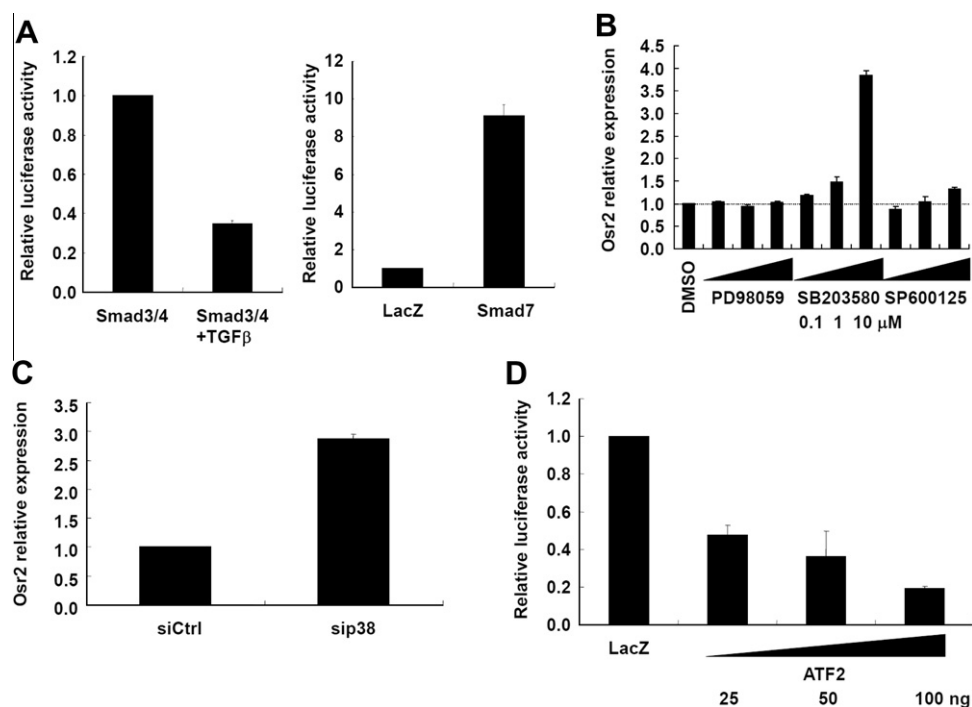 A
Relative luciferase activity
1.2
1.0
0.8
0.6
0.4
0.2
0.0
Smad3/4
Smad3/4
+TGFβ
Relative luciferase activity
12
10
8
6
4
2
0
LacZ
Smad7
B
Osr2 relative expression
4.5
4.0
3.5
3.0
2.5
2.0
1.5
1.0
0.5
0.0
DMSO
PD98059
SB203580
SP600125
0.1 1 10 μM
C
Osr2 relative expression
3.5
3.0
2.5
2.0
1.5
1.0
0.5
0.0
siCtrl
sip38
D
Relative luciferase activity
1.2
1.0
0.8
0.6
0.4
0.2
0.0
LacZ
ATF2
25 50 100 ng